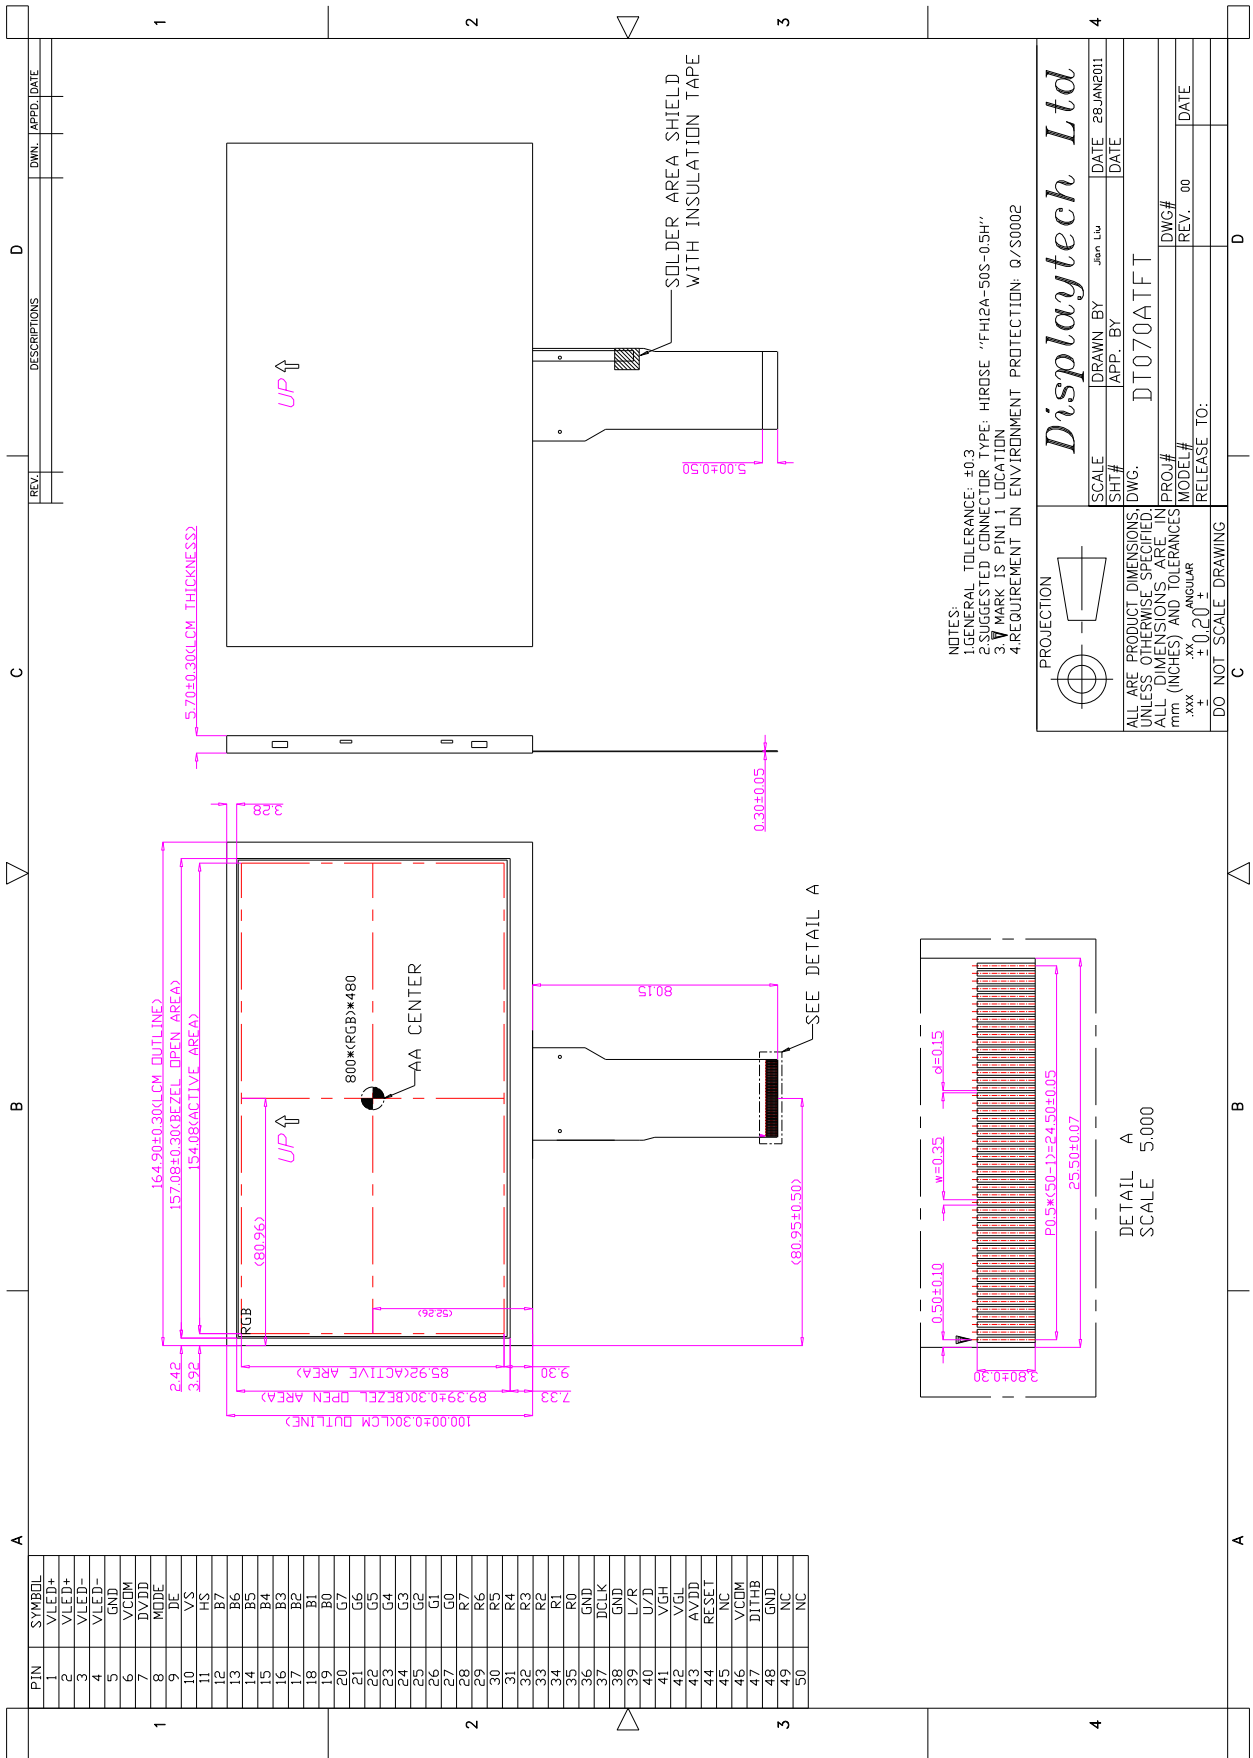 PIN SYMBOL
1 VLED+
2 VLED+
3 VLED-
4 VLED-
5 GND
6 VCOM
7 DVDD
8 MODE
9 DE
10 VS
11 HS
12 B7
13 B6
14 B5
15 B4
16 B3
17 B2
18 B1
19 B0
20 G7
21 G6
22 G5
23 G4
24 G3
25 G2
26 G1
27 G0
28 R7
29 R6
30 R5
31 R4
32 R3
33 R2
34 R1
35 R0
36 GND
37 DCLK
38 GND
39 L/R
40 U/D
41 VGH
42 VGL
43 AVDD
44 RESET
45 NC
46 VCOM
47 DITHB
48 GND
49 NC
50 NC
A
B
C
D
1
2
3
4
164.90±0.30(LCM OUTLINE)
157.08±0.30(BEZEL OPEN AREA)
154.08(ACTIVE AREA)
2.42
3.92
3.28
(80.96)
UP
800*(RGB)*480
AA CENTER
RGB
(52.26)
85.92(ACTIVE AREA)
9.30
89.39±0.30(BEZEL OPEN AREA)
7.33
100.00±0.30(LCM OUTLINE)
80.15
(80.95±0.50)
SEE DETAIL A
5.70±0.30(LCM THICKNESS)
0.30±0.05
UP
5.00±0.50
SOLDER AREA SHIELD
WITH INSULATION TAPE
0.50±0.10
w=0.35
d=0.15
P0.5*(50-1)=24.50±0.05
25.50±0.07
3.80±0.30
DETAIL A
SCALE 5.000
REV. DESCRIPTIONS DWN. APPD. DATE
NOTES:
1.GENERAL TOLERANCE: ±0.3
2.SUGGESTED CONNECTOR TYPE: HIROSE ''FH12A-50S-0.5H''
3. MARK IS PIN1 1 LOCATION
4.REQUIREMENT ON ENVIRONMENT PROTECTION: Q/S0002
PROJECTION
ALL ARE PRODUCT DIMENSIONS,
UNLESS OTHERWISE SPECIFIED.
ALL DIMENSIONS ARE IN
mm (INCHES) AND TOLERANCES
.XXX .XX ANGULAR
± ±0.20 ±
DO NOT SCALE DRAWING
Displaytech Ltd
SCALE DRAWN BY Jian Liu DATE 28JAN2011
SHT# APP. BY DATE
DWG. DT070ATFT
PROJ# DWG#
MODEL# REV. 00 DATE
RELEASE TO:
A
B
C
D
1
2
3
4